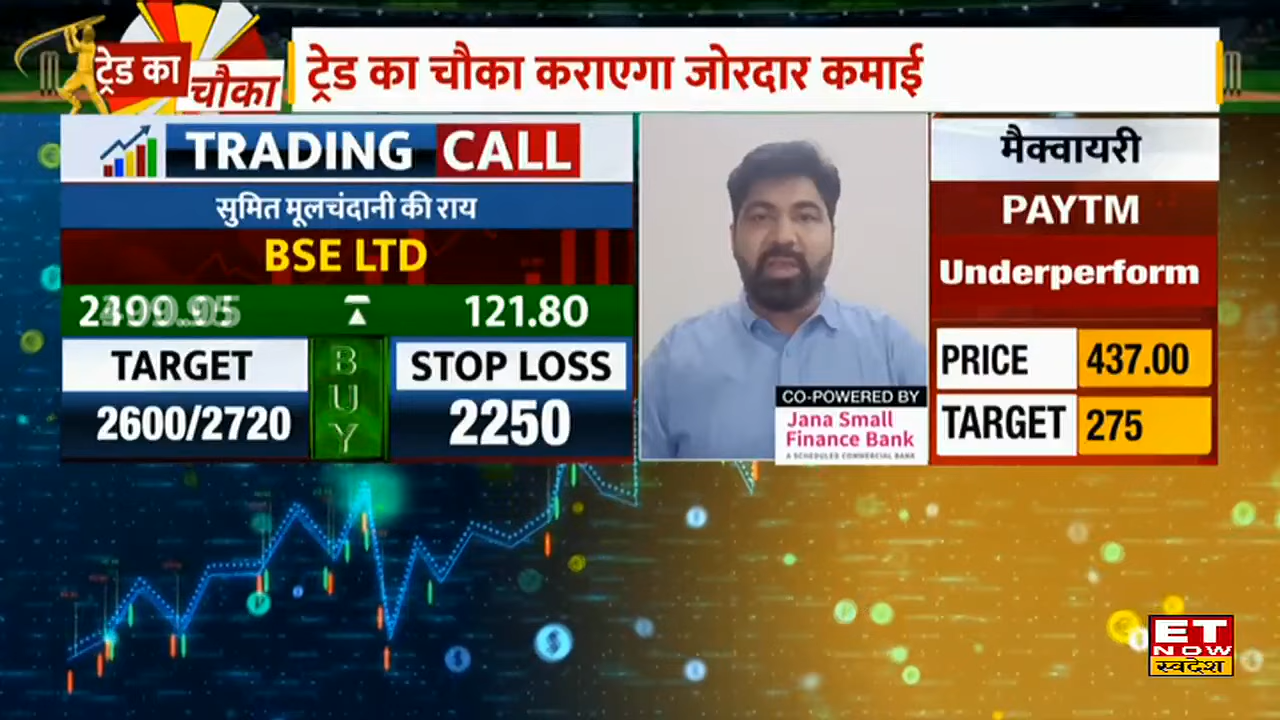 ट्रेड का
चौका
ट्रेड का चौका कराएगा जोरदार कमाई
TRADING CALL
सुमित मूलचंदानी की राय
BSE LTD
121.80
TARGET
BUY
STOP LOSS
2600/2720
2250
CO-POWERED BY
Jana Small
Finance Bank
A SCHEDULED COMMERCIAL BANK
मैक्वायरी
PAYTM
Underperform
PRICE 437.00
TARGET 275
ET
NOW
स्वदेश